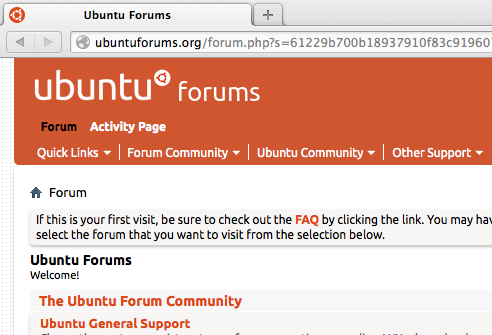 Ubuntu Forums
ubuntuforums.org/forum.php?s=61229b700b18937910f83c91960
ubuntu forums
Forum Activity Page
Quick Links Forum Community Ubuntu Community Other Support
Forum
If this is your first visit, be sure to check out the FAQ by clicking the link. You may hav
select the forum that you want to visit from the selection below.
Ubuntu Forums
Welcome!
The Ubuntu Forum Community
Ubuntu General Support